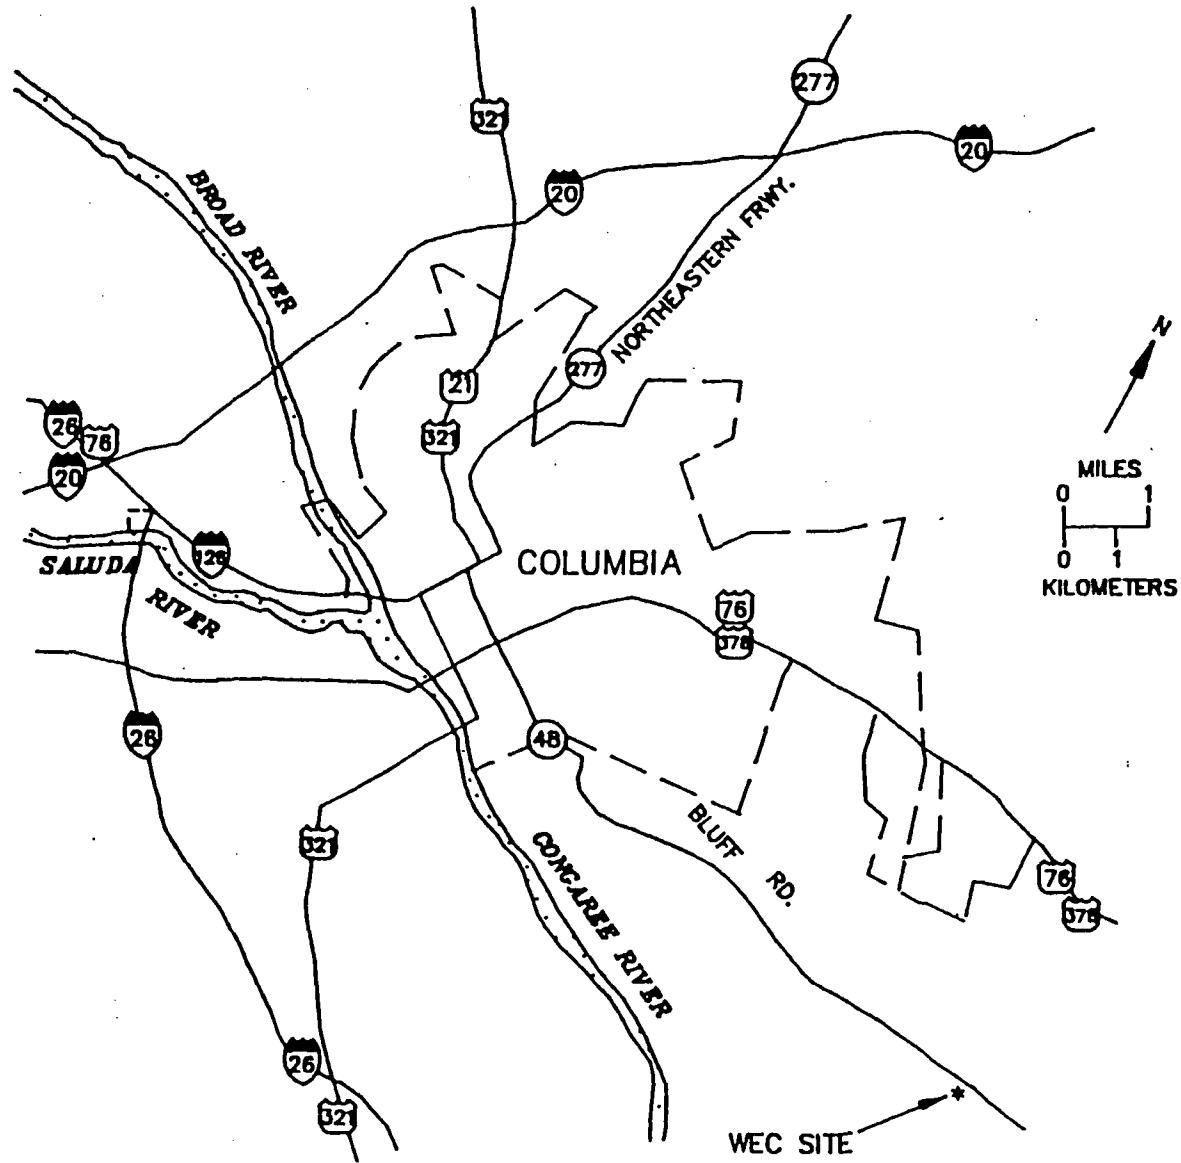 321
277
20
20
BROAD RIVER
NORTHEASTERN FRWY.
N
277
21
321
26
76
20
MILES
0 1
0 1
KILOMETERS
126
SALUDA
RIVER
COLUMBIA
76
378
26
48
BLUFF RD.
321
CONGAREE RIVER
76
378
26
321
WEC SITE